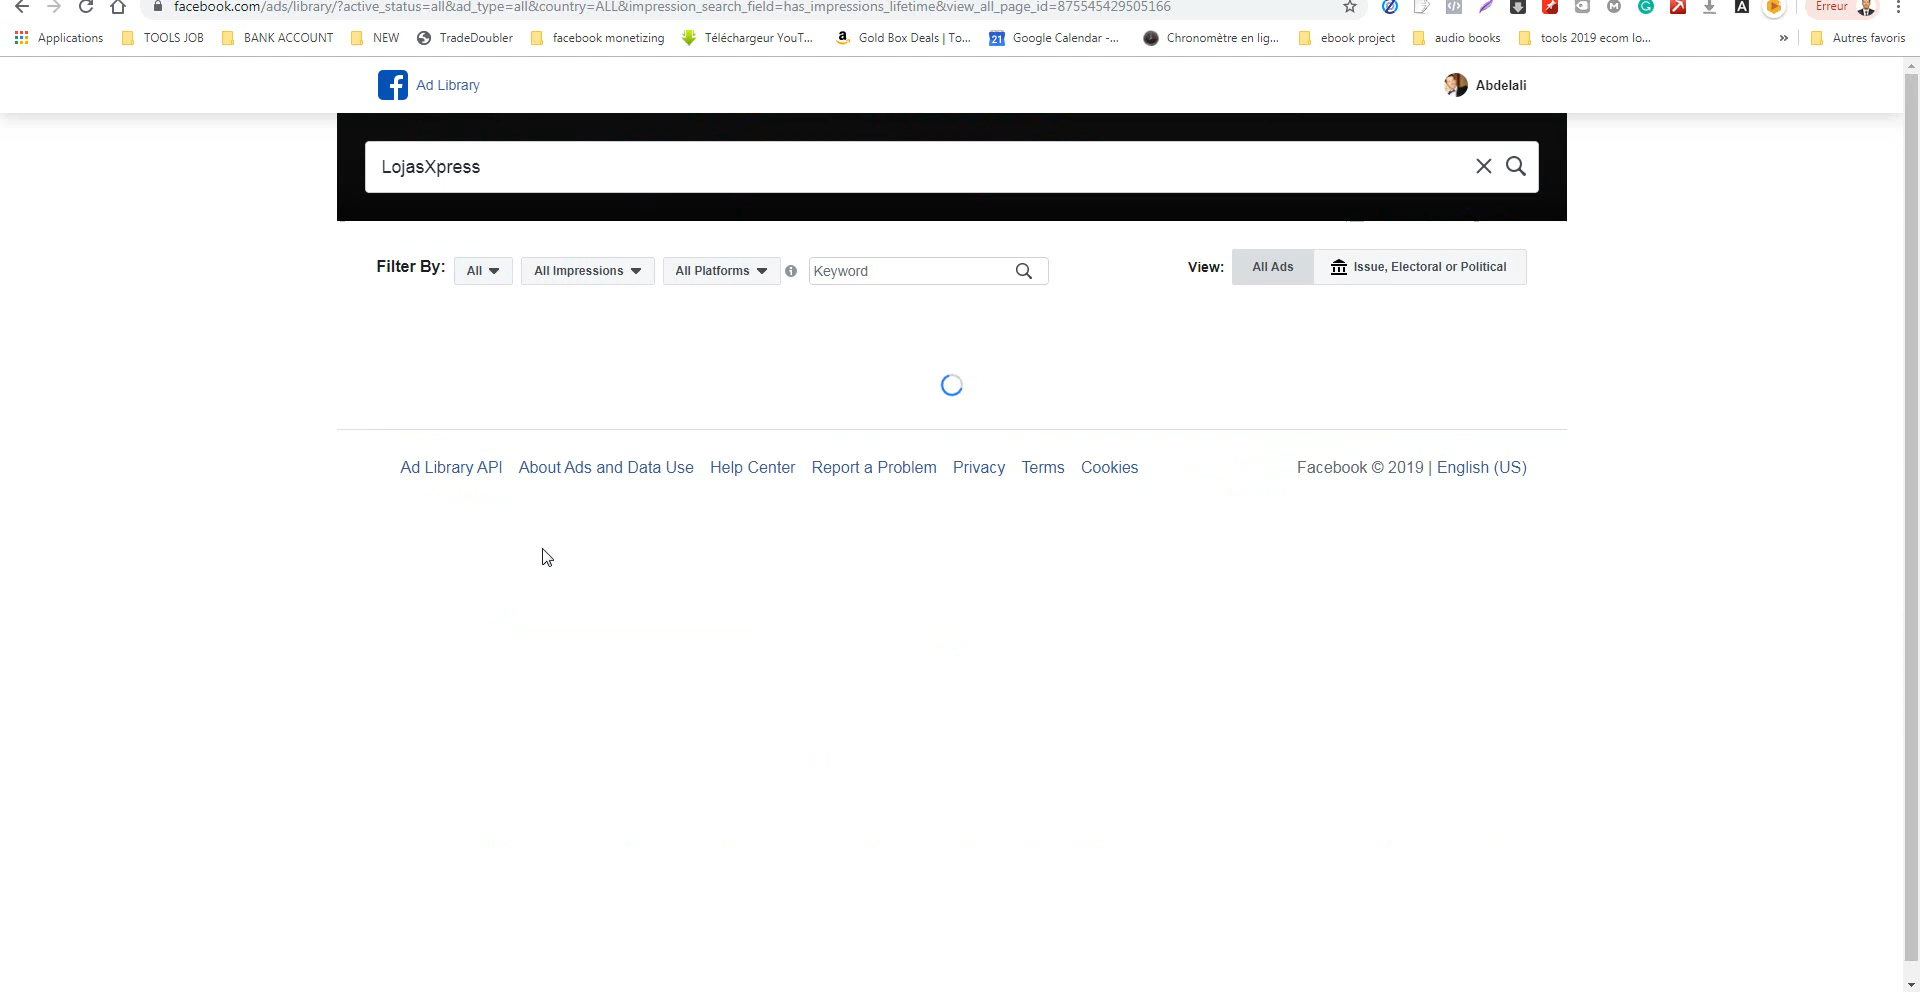 facebook.com/ads/library/?active_status=all&ad_type=all&country=ALL&impression_search_field=has_impressions_lifetime&view_all_page_id=875545429505166
Erreur
Applications TOOLS JOB BANK ACCOUNT NEW TradeDoubler facebook monetizing Téléchargeur YouT... Gold Box Deals | To... Google Calendar -... Chronomètre en lig... ebook project audio books tools 2019 ecom lo... » Autres favoris
Ad Library
Abdelali
LojasXpress
Filter By: All All Impressions All Platforms Keyword View: All Ads Issue, Electoral or Political
Ad Library API About Ads and Data Use Help Center Report a Problem Privacy Terms Cookies Facebook © 2019 | English (US)